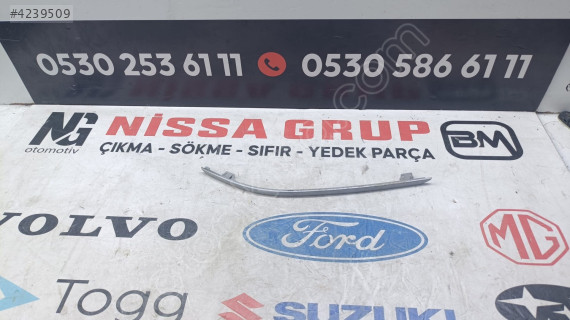 #4239509
0530 253 61 11 0530 586 61 11
NG NİSSA GRUP BM
otomotiv ÇIKMA - SÖKME - SIFIR - YEDEK PARÇA
VOLVO Ford MG
Togg SUZUKI